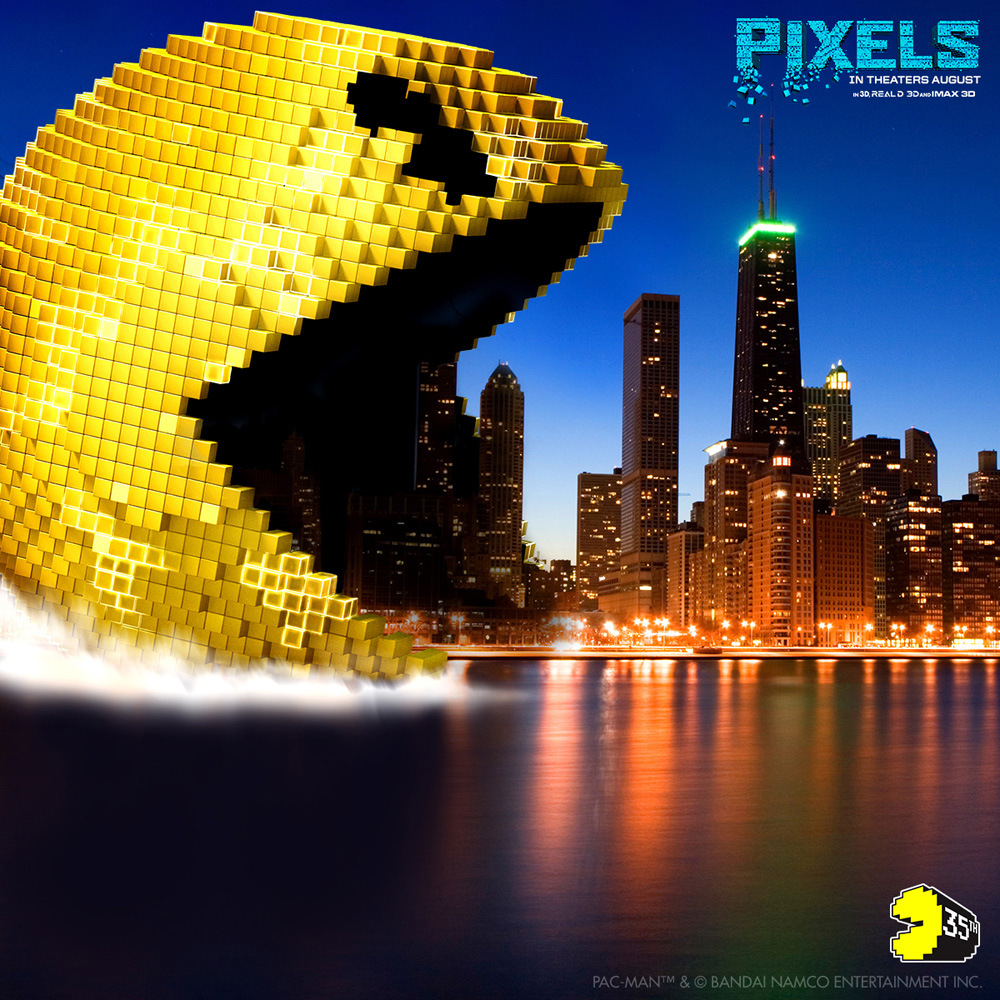 PIXELS
IN THEATERS AUGUST
IN 3D, REAL D 3D AND IMAX 3D
35TH
PAC-MAN™ & © BANDAI NAMCO ENTERTAINMENT INC.